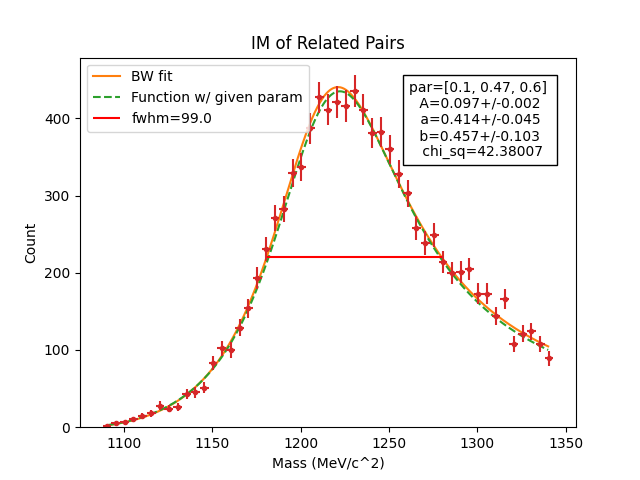 IM of Related Pairs
BW fit
Function w/ given param
fwhm=99.0
par=[0.1, 0.47, 0.6]
A=0.097+/-0.002
a=0.414+/-0.045
b=0.457+/-0.103
chi_sq=42.38007
Count
400
300
200
100
0
1100
1150
1200
1250
1300
1350
Mass (MeV/c^2)